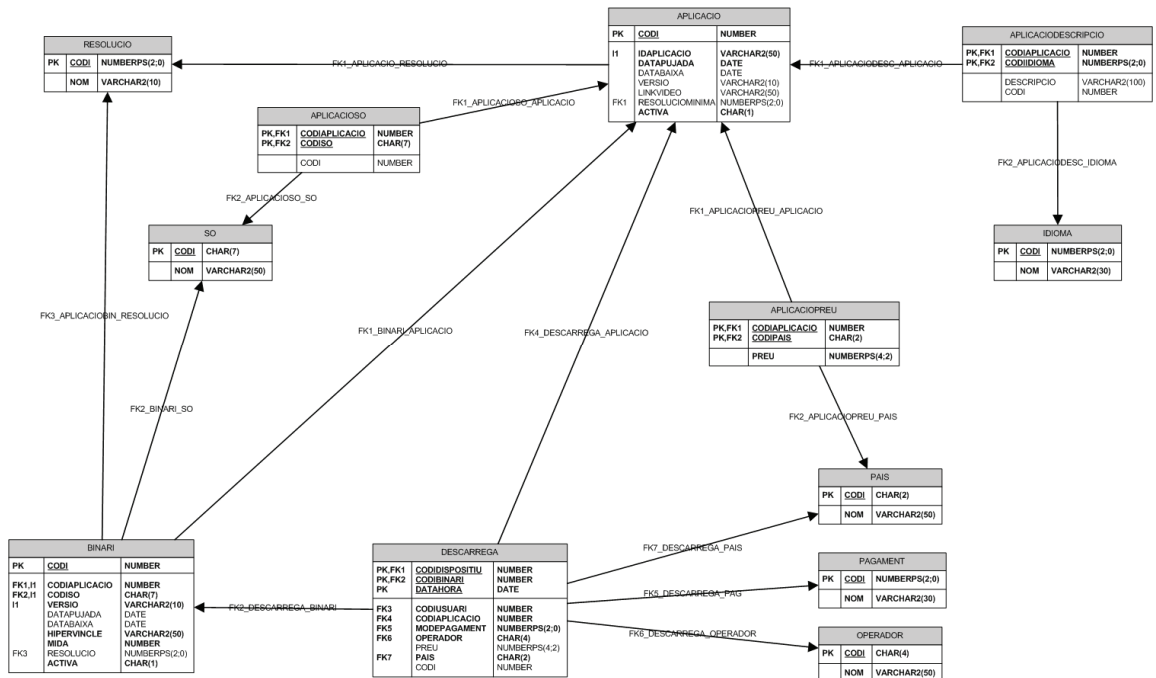 APLICACIO
PK CODI NUMBER
I1 IDAPLICACIO VARCHAR2(50)
DATAPUJADA DATE
DATABAIXA DATE
VERSIO VARCHAR2(10)
LINKVIDEO VARCHAR2(50)
FK1 RESOLUCIOMINIMA NUMBERPS(2;0)
ACTIVA CHAR(1)
RESOLUCIO
PK CODI NUMBERPS(2;0)
NOM VARCHAR2(10)
APLICACIODESCRIPCIO
PK,FK1 CODIAPLICACIO NUMBER
PK,FK2 CODIIDIOMA NUMBERPS(2;0)
DESCRIPCIO VARCHAR2(100)
CODI NUMBER
FK1_APLICACIO_RESOLUCIO
FK1_APLICACIODESC_APLICACIO
FK1_APLICACIOSO_APLICACIO
APLICACIOSO
PK,FK1 CODIAPLICACIO NUMBER
PK,FK2 CODISO CHAR(7)
CODI NUMBER
FK2_APLICACIODESC_IDIOMA
FK2_APLICACIOSO_SO
FK1_APLICACIOPREU_APLICACIO
SO
PK CODI CHAR(7)
NOM VARCHAR2(50)
IDIOMA
PK CODI NUMBERPS(2;0)
NOM VARCHAR2(30)
FK3_APLICACIOBIN_RESOLUCIO
FK1_BINARI_APLICACIO
FK4_DESCARREGA_APLICACIO
APLICACIOPREU
PK,FK1 CODIAPLICACIO NUMBER
PK,FK2 CODIPAIS CHAR(2)
PREU NUMBERPS(4;2)
FK2_BINARI_SO
FK2_APLICACIOPREU_PAIS
PAIS
PK CODI CHAR(2)
NOM VARCHAR2(50)
BINARI
PK CODI NUMBER
FK1,I1 CODIAPLICACIO NUMBER
FK2,I1 CODISO CHAR(7)
I1 VERSIO VARCHAR2(10)
DATAPUJADA DATE
DATABAIXA DATE
HIPERVINCLE VARCHAR2(50)
MIDA NUMBER
FK3 RESOLUCIO NUMBERPS(2;0)
ACTIVA CHAR(1)
FK2_DESCARREGA_BINARI
DESCARREGA
PK,FK1 CODIDISPOSITIU NUMBER
PK,FK2 CODIBINARI NUMBER
PK DATAHORA DATE
FK3 CODIUSUARI NUMBER
FK4 CODIAPLICACIO NUMBER
FK5 MODEPAGAMENT NUMBERPS(2;0)
FK6 OPERADOR CHAR(4)
PREU NUMBERPS(4;2)
FK7 PAIS CHAR(2)
CODI NUMBER
FK7_DESCARREGA_PAIS
FK5_DESCARREGA_PAG
FK6_DESCARREGA_OPERADOR
PAGAMENT
PK CODI NUMBERPS(2;0)
NOM VARCHAR2(30)
OPERADOR
PK CODI CHAR(4)
NOM VARCHAR2(50)